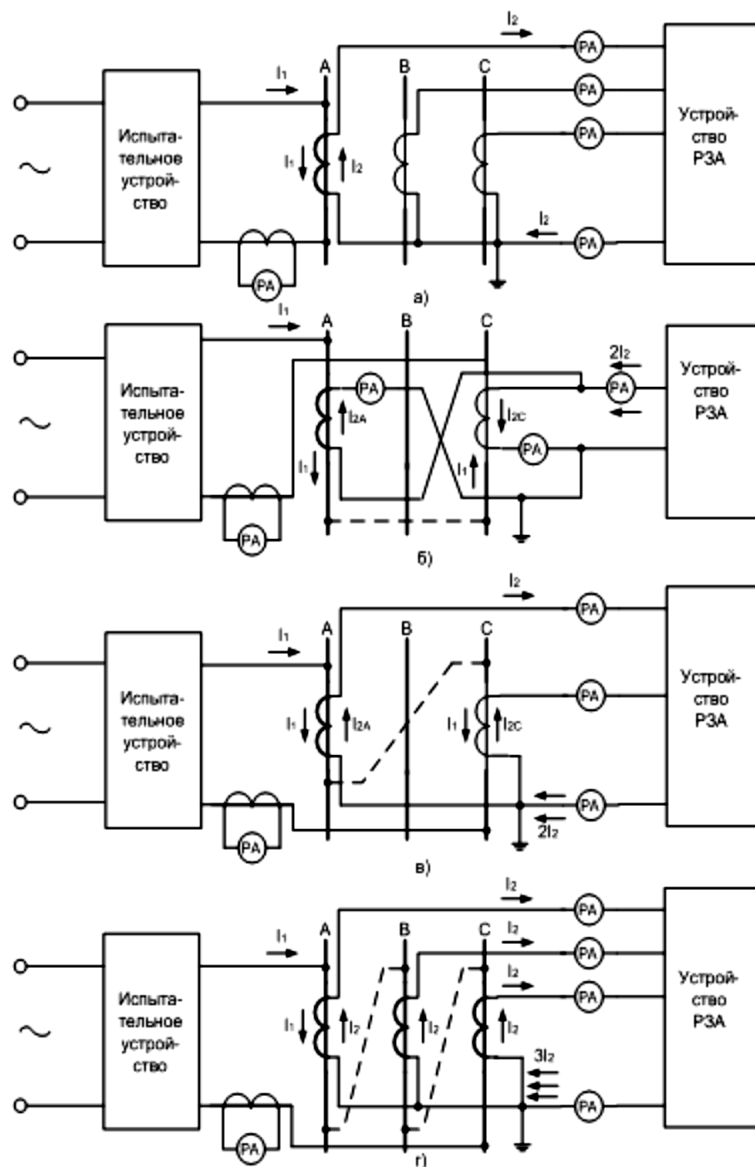 I₂
A
B
C
PA
I₁
PA
Испыта-
тельное
устрой-
ство
PA
Устрой-
ство
РЗА
I₁
I₂
I₂
PA
PA
а)
I₁
A
B
C
2I₂
Испыта-
тельное
устрой-
ство
PA
I₂A
I₂C
PA
PA
Устрой-
ство
РЗА
I₁
I₁
PA
б)
I₂
A
B
C
PA
I₁
Испыта-
тельное
устрой-
ство
I₁
I₂A
I₁
I₂C
PA
Устрой-
ство
РЗА
PA
2I₂
PA
в)
I₂
PA
A
B
C
I₁
I₂
PA
I₂
PA
Испыта-
тельное
устрой-
ство
I₁
I₂
I₂
I₂
Устрой-
ство
РЗА
3I₂
PA
PA
г)